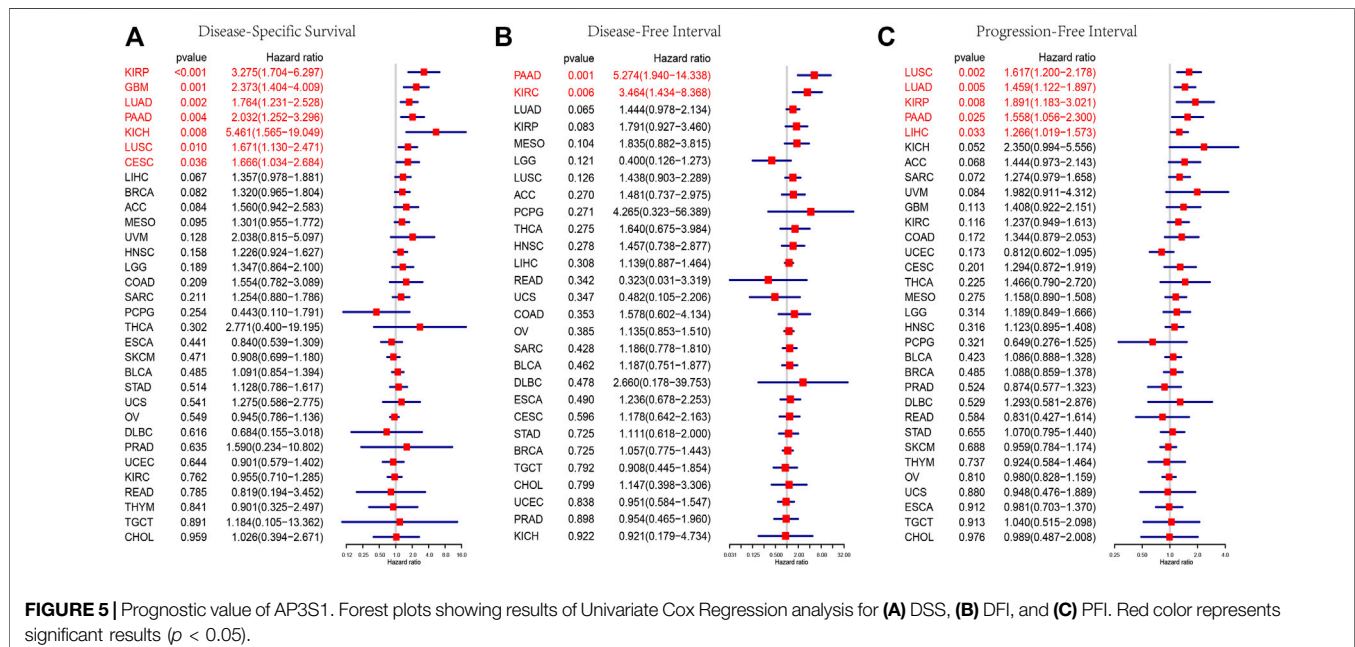 A Disease-Specific Survival
pvalue Hazard ratio
KIRP <0.001 3.275(1.704−6.297)
GBM 0.001 2.373(1.404−4.009)
LUAD 0.002 1.764(1.231−2.528)
PAAD 0.004 2.032(1.252−3.296)
KICH 0.008 5.461(1.565−19.049)
LUSC 0.010 1.671(1.130−2.471)
CESC 0.036 1.666(1.034−2.684)
LIHC 0.067 1.357(0.978−1.881)
BRCA 0.082 1.320(0.965−1.804)
ACC 0.084 1.560(0.942−2.583)
MESO 0.095 1.301(0.955−1.772)
UVM 0.128 2.038(0.815−5.097)
HNSC 0.158 1.226(0.924−1.627)
LGG 0.189 1.347(0.864−2.100)
COAD 0.209 1.554(0.782−3.089)
SARC 0.211 1.254(0.880−1.786)
PCPG 0.254 0.443(0.110−1.791)
THCA 0.302 2.771(0.400−19.195)
ESCA 0.441 0.840(0.539−1.309)
SKCM 0.471 0.908(0.699−1.180)
BLCA 0.485 1.091(0.854−1.394)
STAD 0.514 1.128(0.786−1.617)
UCS 0.541 1.275(0.586−2.775)
OV 0.549 0.945(0.786−1.136)
DLBC 0.616 0.684(0.155−3.018)
PRAD 0.635 1.590(0.234−10.802)
UCEC 0.644 0.901(0.579−1.402)
KIRC 0.762 0.955(0.710−1.285)
READ 0.785 0.819(0.194−3.452)
THYM 0.841 0.901(0.325−2.497)
TGCT 0.891 1.184(0.105−13.362)
CHOL 0.959 1.026(0.394−2.671)
0.12 0.25 0.50 1.0 2.0 4.0 8.0 16.0
Hazard ratio
B Disease-Free Interval
pvalue Hazard ratio
PAAD 0.001 5.274(1.940−14.338)
KIRC 0.006 3.464(1.434−8.368)
LUAD 0.065 1.444(0.978−2.134)
KIRP 0.083 1.791(0.927−3.460)
MESO 0.104 1.835(0.882−3.815)
LGG 0.121 0.400(0.126−1.273)
LUSC 0.126 1.438(0.903−2.289)
ACC 0.270 1.481(0.737−2.975)
PCPG 0.271 4.265(0.323−56.389)
THCA 0.275 1.640(0.675−3.984)
HNSC 0.278 1.457(0.738−2.877)
LIHC 0.308 1.139(0.887−1.464)
READ 0.342 0.323(0.031−3.319)
UCS 0.347 0.482(0.105−2.206)
COAD 0.353 1.578(0.602−4.134)
OV 0.385 1.135(0.853−1.510)
SARC 0.428 1.186(0.778−1.810)
BLCA 0.462 1.187(0.751−1.877)
DLBC 0.478 2.660(0.178−39.753)
ESCA 0.490 1.236(0.678−2.253)
CESC 0.596 1.178(0.642−2.163)
STAD 0.725 1.111(0.618−2.000)
BRCA 0.725 1.057(0.775−1.443)
TGCT 0.792 0.908(0.445−1.854)
CHOL 0.799 1.147(0.398−3.306)
UCEC 0.838 0.951(0.584−1.547)
PRAD 0.898 0.954(0.465−1.960)
KICH 0.922 0.921(0.179−4.734)
0.031 0.125 0.50 2.00 8.00 32.00
Hazard ratio
C Progression-Free Interval
pvalue Hazard ratio
LUSC 0.002 1.617(1.200−2.178)
LUAD 0.005 1.459(1.122−1.897)
KIRP 0.008 1.891(1.183−3.021)
PAAD 0.025 1.558(1.056−2.300)
LIHC 0.033 1.266(1.019−1.573)
KICH 0.052 2.350(0.994−5.556)
ACC 0.068 1.444(0.973−2.143)
SARC 0.072 1.274(0.979−1.658)
UVM 0.084 1.982(0.911−4.312)
GBM 0.113 1.408(0.922−2.151)
KIRC 0.116 1.237(0.949−1.613)
COAD 0.172 1.344(0.879−2.053)
UCEC 0.173 0.812(0.602−1.095)
CESC 0.201 1.294(0.872−1.919)
THCA 0.225 1.466(0.790−2.720)
MESO 0.275 1.158(0.890−1.508)
LGG 0.314 1.189(0.849−1.666)
HNSC 0.316 1.123(0.895−1.408)
PCPG 0.321 0.649(0.276−1.525)
BLCA 0.423 1.086(0.888−1.328)
BRCA 0.485 1.088(0.859−1.378)
PRAD 0.524 0.874(0.577−1.323)
DLBC 0.529 1.293(0.581−2.876)
READ 0.584 0.831(0.427−1.614)
STAD 0.655 1.070(0.795−1.440)
SKCM 0.688 0.959(0.784−1.174)
THYM 0.737 0.924(0.584−1.464)
OV 0.810 0.980(0.828−1.159)
UCS 0.880 0.948(0.476−1.889)
ESCA 0.912 0.981(0.703−1.370)
TGCT 0.913 1.040(0.515−2.098)
CHOL 0.976 0.989(0.487−2.008)
0.25 0.50 1.0 2.0 4.0
Hazard ratio
FIGURE 5 | Prognostic value of AP3S1. Forest plots showing results of Univariate Cox Regression analysis for (A) DSS, (B) DFI, and (C) PFI. Red color represents
significant results (p < 0.05).